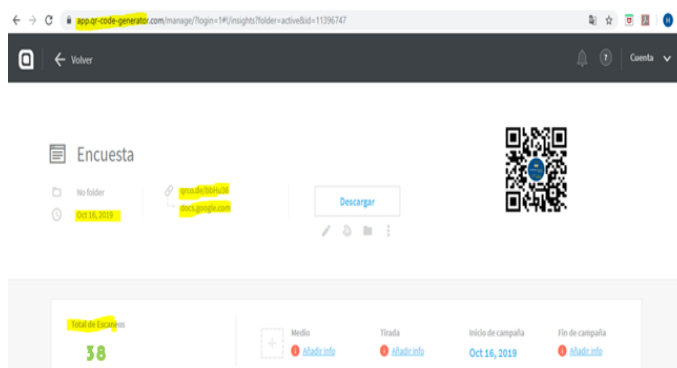 app.qr-code-generator.com/manage/?login=1#!/insights?folder=active&id=11396747
Volver
? Cuenta
Encuesta
No folder
Oct 16, 2019
docs.google.com
Descargar
Total de Escaneos
38
Medio
Añadir info
Tirada
Añadir info
Inicio de campaña
Oct 16, 2019
Fin de campaña
Añadir info